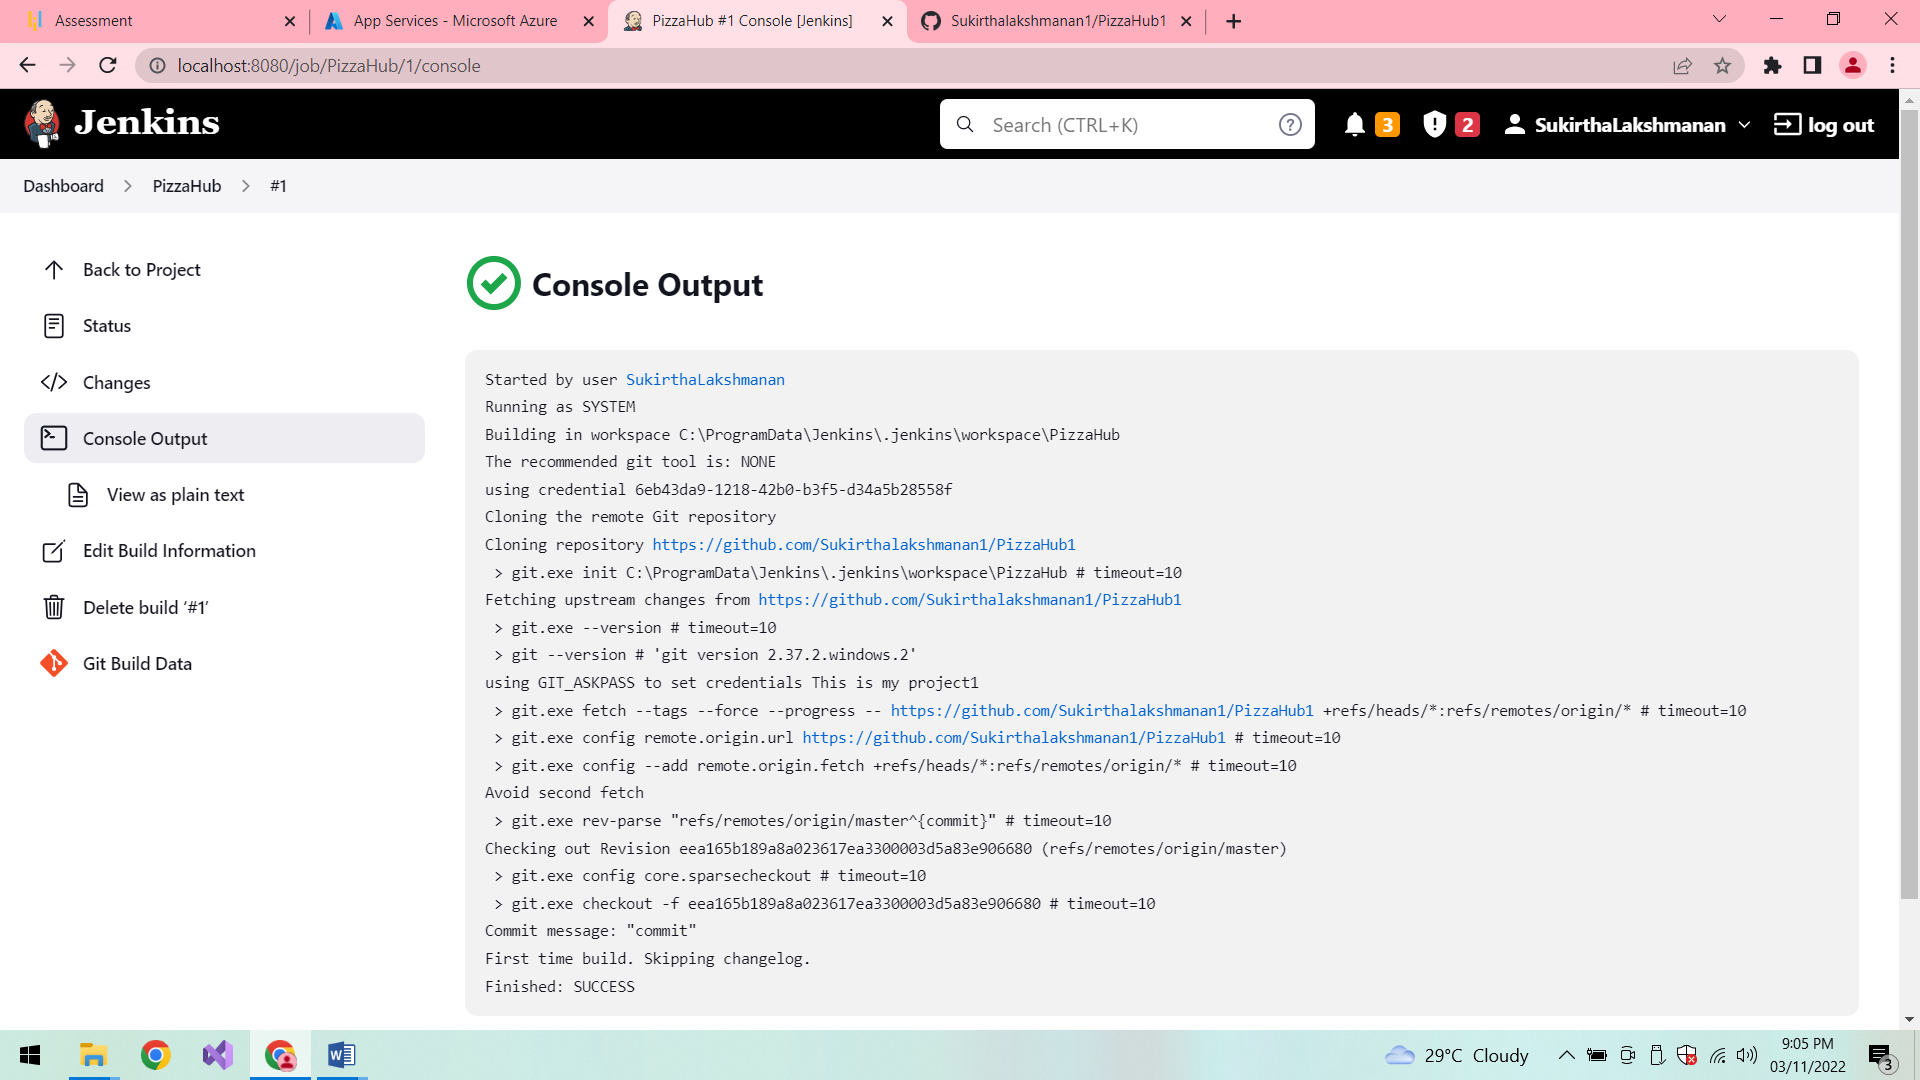 Assessment
App Services - Microsoft Azure
PizzaHub #1 Console [Jenkins]
Sukirthalakshmanan1/PizzaHub1
localhost:8080/job/PizzaHub/1/console
Jenkins
Search (CTRL+K)
3
2
SukirthaLakshmanan
log out
Dashboard > PizzaHub > #1
Back to Project
Status
Changes
Console Output
View as plain text
Edit Build Information
Delete build ‘#1’
Git Build Data
Console Output
Started by user SukirthaLakshmanan
Running as SYSTEM
Building in workspace C:\ProgramData\Jenkins\.jenkins\workspace\PizzaHub
The recommended git tool is: NONE
using credential 6eb43da9-1218-42b0-b3f5-d34a5b28558f
Cloning the remote Git repository
Cloning repository https://github.com/Sukirthalakshmanan1/PizzaHub1
> git.exe init C:\ProgramData\Jenkins\.jenkins\workspace\PizzaHub # timeout=10
Fetching upstream changes from https://github.com/Sukirthalakshmanan1/PizzaHub1
> git.exe --version # timeout=10
> git --version # 'git version 2.37.2.windows.2'
using GIT_ASKPASS to set credentials This is my project1
> git.exe fetch --tags --force --progress -- https://github.com/Sukirthalakshmanan1/PizzaHub1 +refs/heads/*:refs/remotes/origin/* # timeout=10
> git.exe config remote.origin.url https://github.com/Sukirthalakshmanan1/PizzaHub1 # timeout=10
> git.exe config --add remote.origin.fetch +refs/heads/*:refs/remotes/origin/* # timeout=10
Avoid second fetch
> git.exe rev-parse "refs/remotes/origin/master^{commit}" # timeout=10
Checking out Revision eea165b189a8a023617ea3300003d5a83e906680 (refs/remotes/origin/master)
> git.exe config core.sparsecheckout # timeout=10
> git.exe checkout -f eea165b189a8a023617ea3300003d5a83e906680 # timeout=10
Commit message: "commit"
First time build. Skipping changelog.
Finished: SUCCESS
29°C Cloudy
9:05 PM
03/11/2022
3